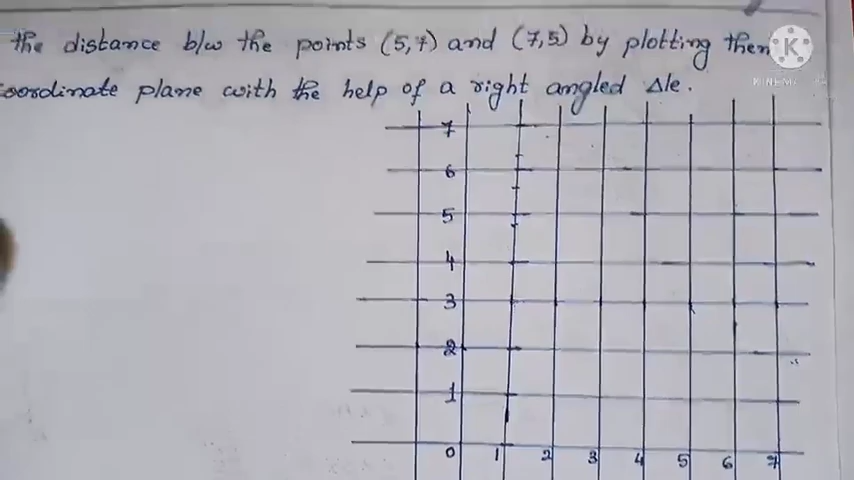 the distance b/w the points (5,7) and (7,5) by plotting them
coordinate plane with the help of a right angled Δle.
K
KINEM
7
6
5
4
3
2
1
0 1 2 3 4 5 6 7